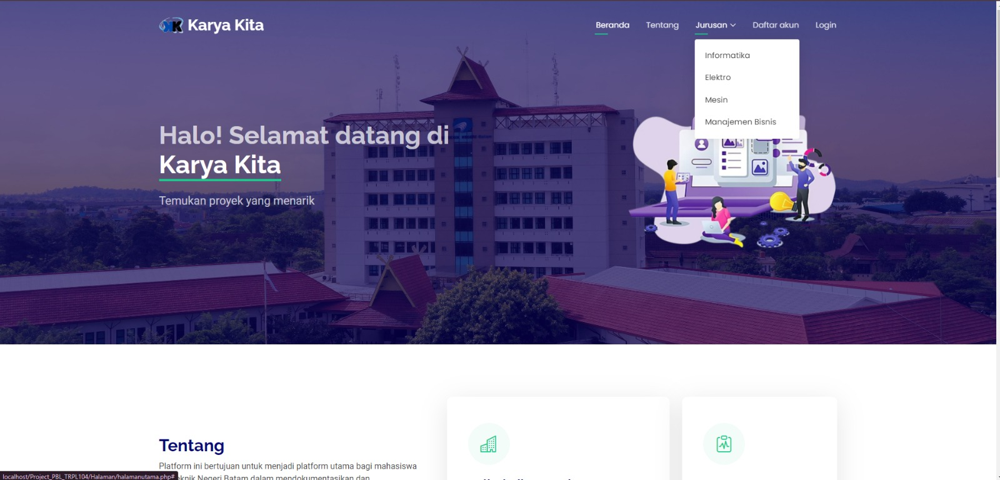 Karya Kita
Beranda Tentang Jurusan Daftar akun Login
Informatika
Elektro
Mesin
Manajemen Bisnis
Halo! Selamat datang di
Karya Kita
Temukan proyek yang menarik
Tentang
Platform ini bertujuan untuk menjadi platform utama bagi mahasiswa
Negeri Batam dalam mendokumentasikan dan
localhost/Project_PBL_TRPL104/Halaman/halamanutama.php#